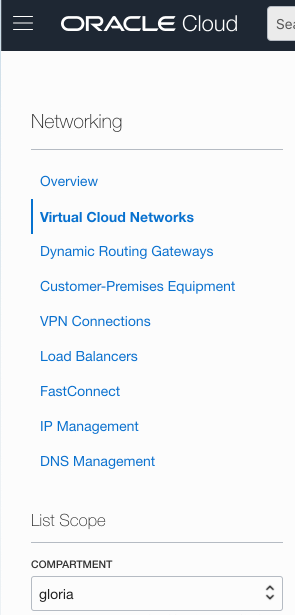 ORACLE Cloud
Networking
Overview
Virtual Cloud Networks
Dynamic Routing Gateways
Customer-Premises Equipment
VPN Connections
Load Balancers
FastConnect
IP Management
DNS Management
List Scope
COMPARTMENT
gloria